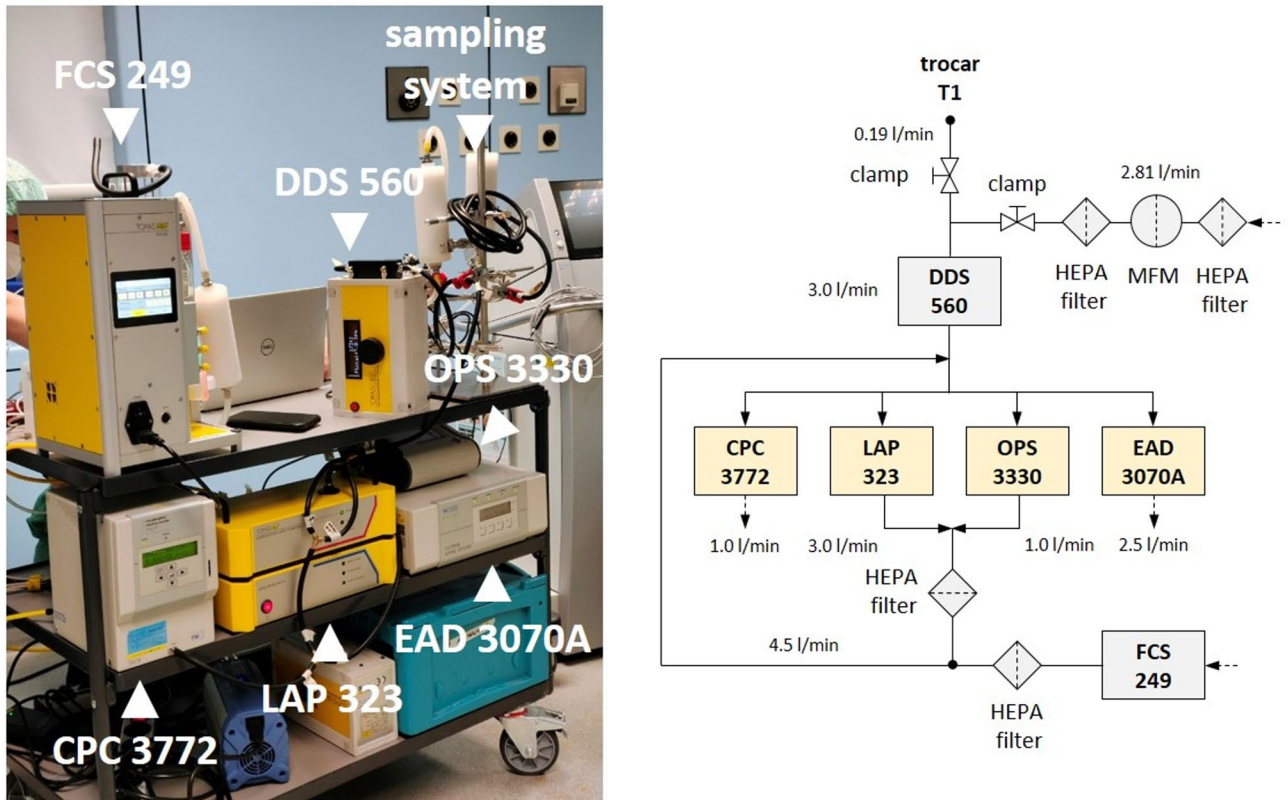 FCS 249
sampling
system
DDS 560
OPS 3330
EAD 3070A
LAP 323
CPC 3772
TOPAS
DELL
trocar
T1
0.19 l/min
clamp
clamp
2.81 l/min
HEPA
filter
MFM
HEPA
filter
3.0 l/min
DDS
560
CPC
3772
LAP
323
OPS
3330
EAD
3070A
1.0 l/min
3.0 l/min
1.0 l/min
2.5 l/min
HEPA
filter
4.5 l/min
HEPA
filter
FCS
249